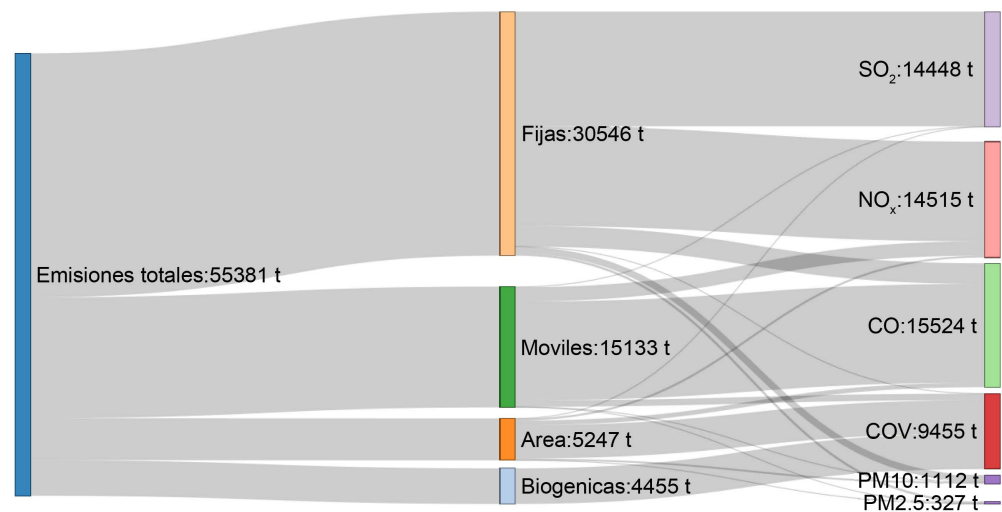 Emisiones totales:55381 t
Fijas:30546 t
Moviles:15133 t
Area:5247 t
Biogenicas:4455 t
SO2:14448 t
NOx:14515 t
CO:15524 t
COV:9455 t
PM10:1112 t
PM2.5:327 t